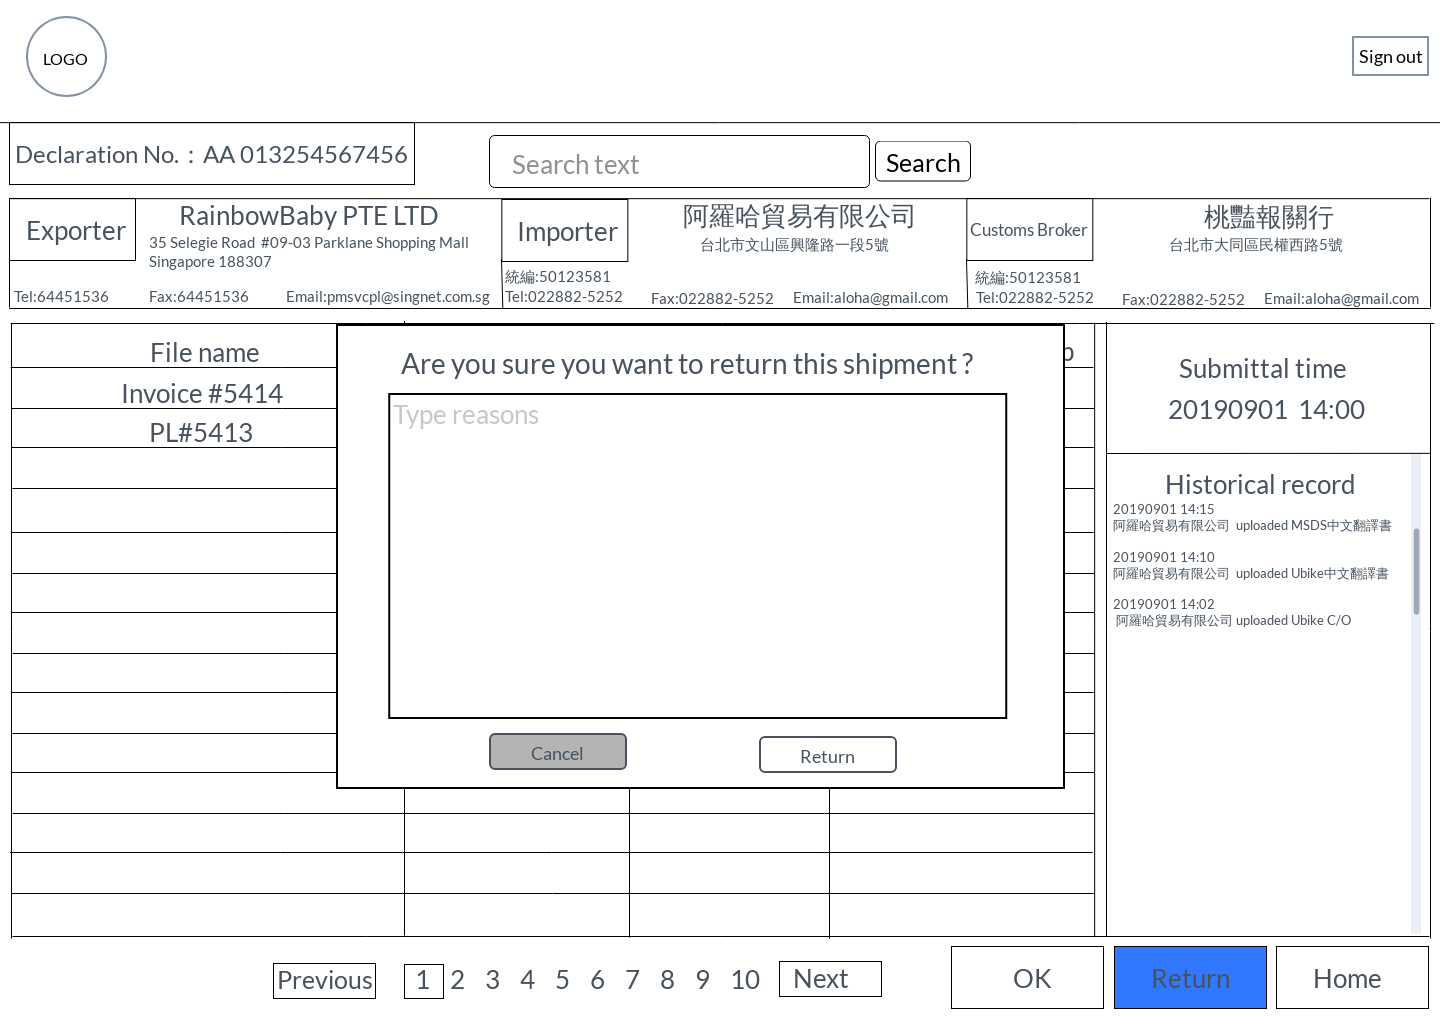 LOGO
Sign out
Declaration No.：AA 013254567456
Search text
Search
Exporter
RainbowBaby PTE LTD
35 Selegie Road #09-03 Parklane Shopping Mall
Singapore 188307
Tel:64451536
Fax:64451536
Email:pmsvcpl@singnet.com.sg
Importer
阿羅哈貿易有限公司
台北市文山區興隆路一段5號
統編:50123581
Tel:022882-5252
Fax:022882-5252
Email:aloha@gmail.com
Customs Broker
桃豔報關行
台北市大同區民權西路5號
統編:50123581
Tel:022882-5252
Fax:022882-5252
Email:aloha@gmail.com
File name
Invoice #5414
PL#5413
Are you sure you want to return this shipment ?
Type reasons
Cancel
Return
Submittal time
20190901 14:00
Historical record
20190901 14:15
阿羅哈貿易有限公司 uploaded MSDS中文翻譯書
20190901 14:10
阿羅哈貿易有限公司 uploaded Ubike中文翻譯書
20190901 14:02
阿羅哈貿易有限公司 uploaded Ubike C/O
Previous
1 2 3 4 5 6 7 8 9 10
Next
OK
Return
Home